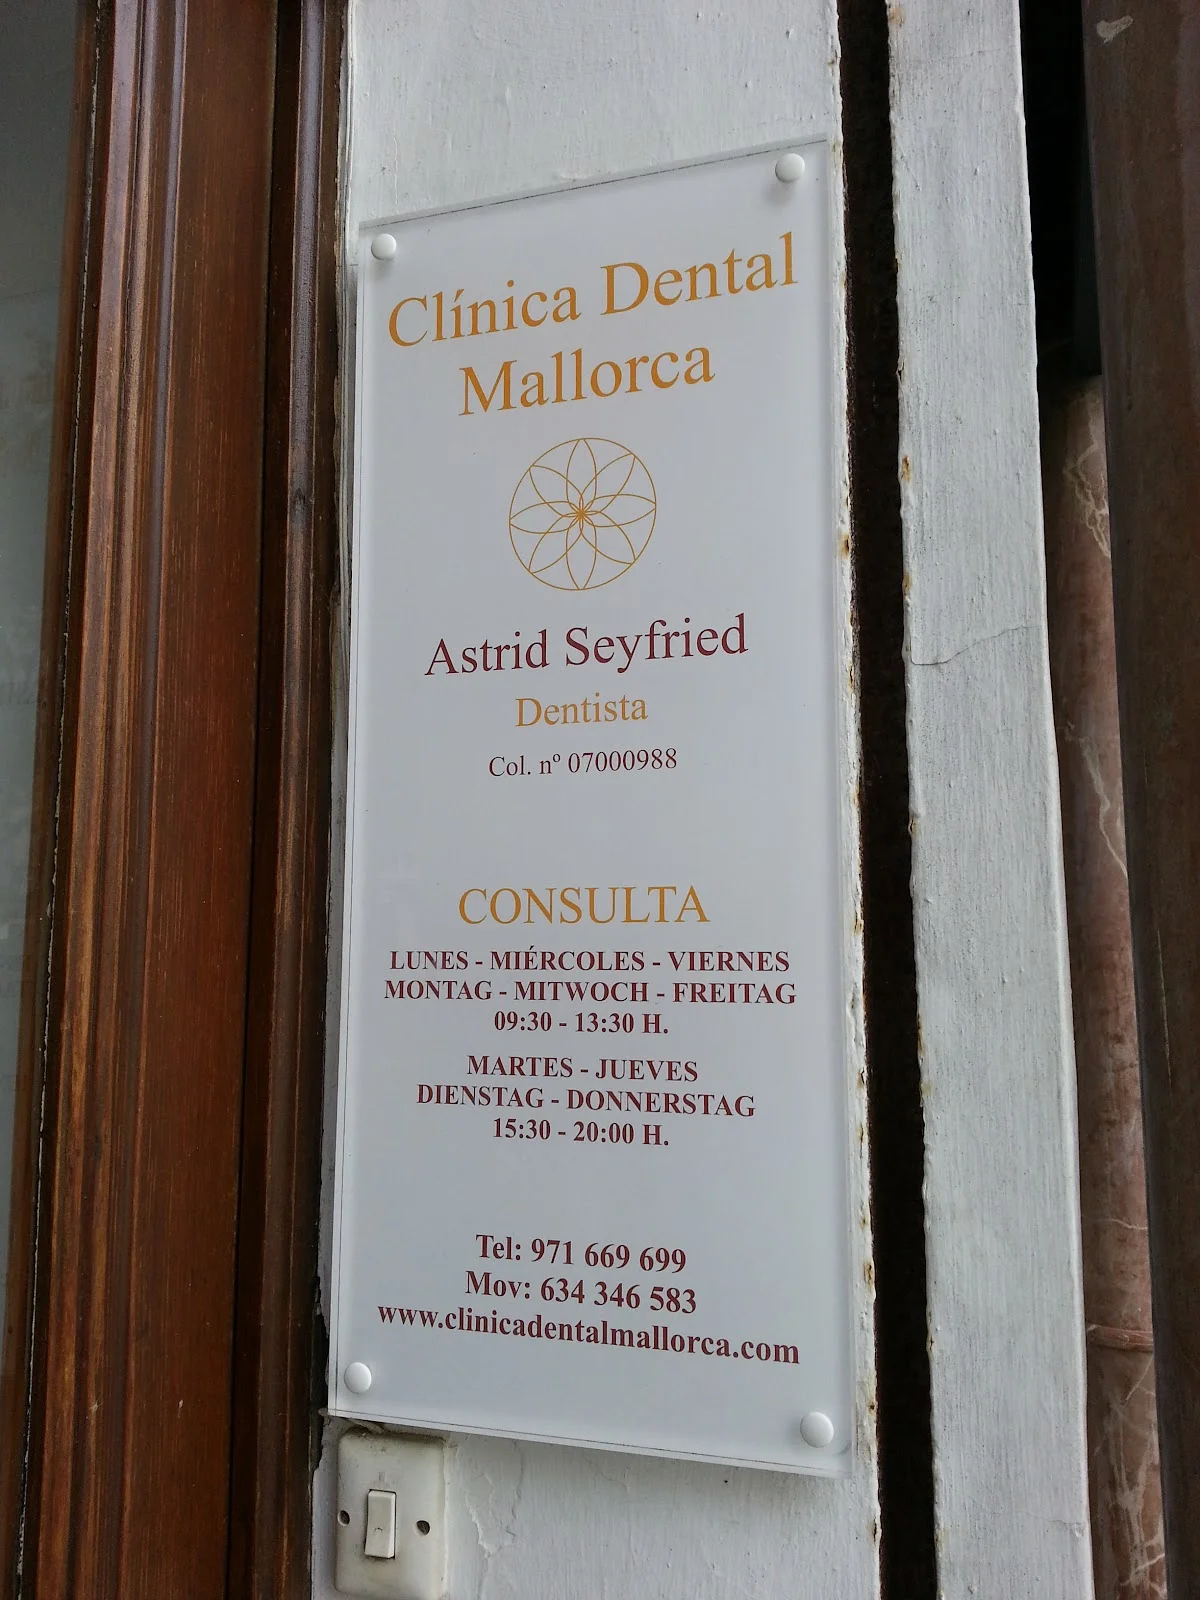 Clínica Dental
Mallorca
Astrid Seyfried
Dentista
Col. nº 07000988
CONSULTA
LUNES - MIÉRCOLES - VIERNES
MONTAG - MITWOCH - FREITAG
09:30 - 13:30 H.
MARTES - JUEVES
DIENSTAG - DONNERSTAG
15:30 - 20:00 H.
Tel: 971 669 699
Mov: 634 346 583
www.clinicadentalmallorca.com